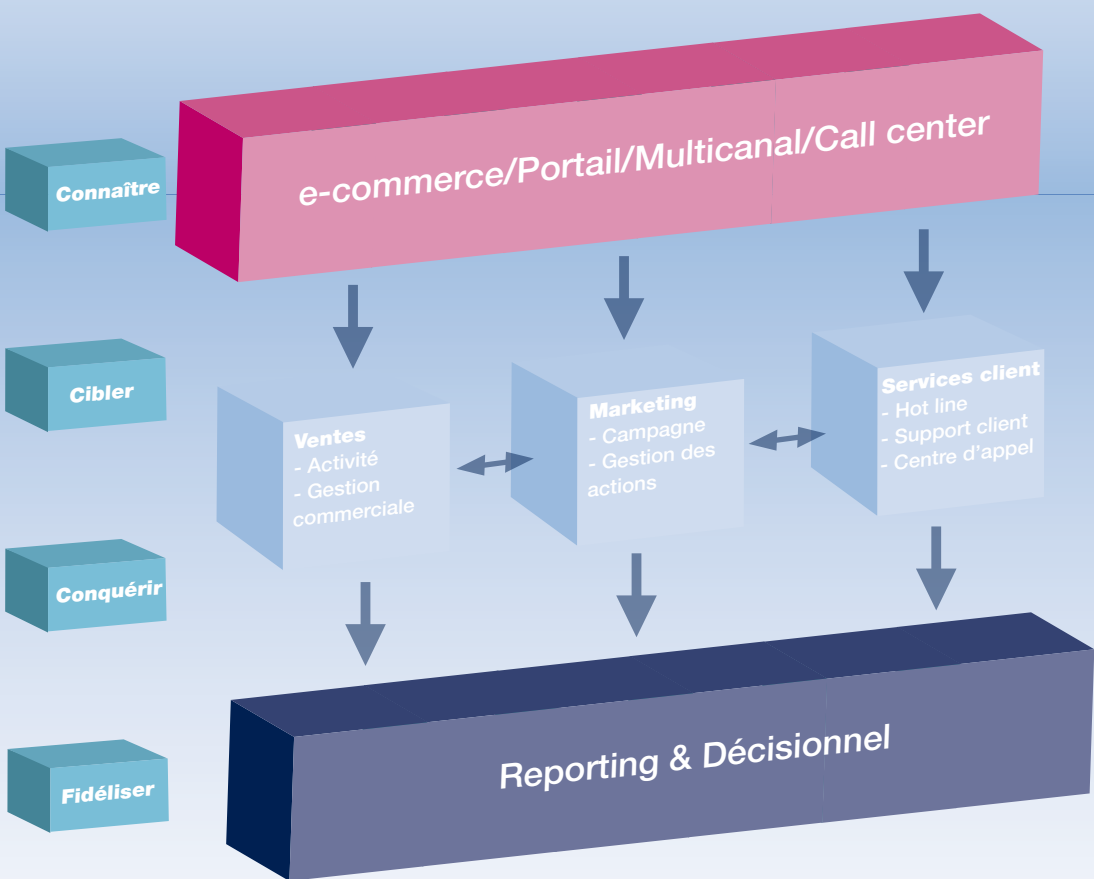 e-commerce/Portail/Multicanal/Call center
Connaître
Cibler
Conquérir
Fidéliser
Ventes
- Activité
- Gestion
commerciale
Marketing
- Campagne
- Gestion des
actions
Services client
- Hot line
- Support client
- Centre d'appel
Reporting & Décisionnel